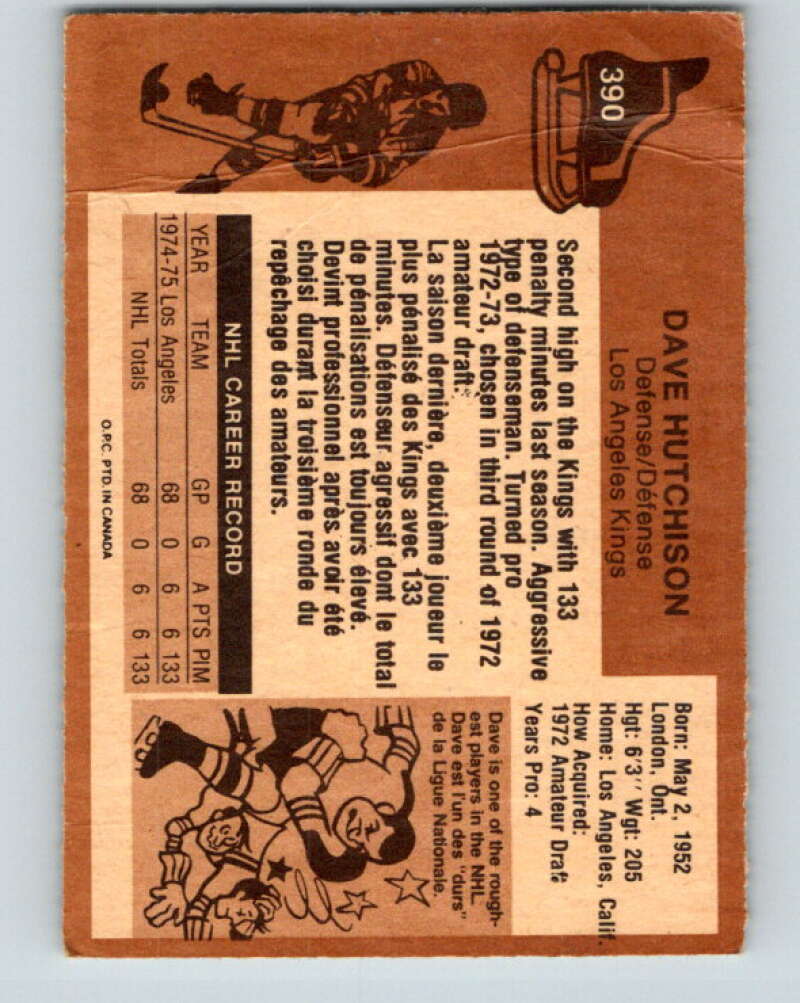 390
DAVE HUTCHISON
Defense/Défense
Los Angeles Kings
Born: May 2, 1952
London, Ont.
Hgt: 6'3'' Wgt: 205
Home: Los Angeles, Calif.
How Acquired:
1972 Amateur Draft
Years Pro: 4
Second high on the Kings with 133
penalty minutes last season. Aggressive
type of defenseman. Turned pro
1972-73, chosen in third round of 1972
amateur draft.
La saison dernière, deuxième joueur le
plus pénalisé des Kings avec 133
minutes. Défenseur agressif dont le total
de pénalisations est toujours élevé.
Devint professionnel après avoir été
choisi durant la troisième ronde du
repêchage des amateurs.
NHL CAREER RECORD
YEAR TEAM GP G A PTS PIM
1974-75 Los Angeles 68 0 6 6 133
NHL Totals 68 0 6 6 133
Dave is one of the rough-
est players in the NHL
Dave est l'un des "durs"
de la Ligue Nationale.
O.P.C. PTD. IN CANADA